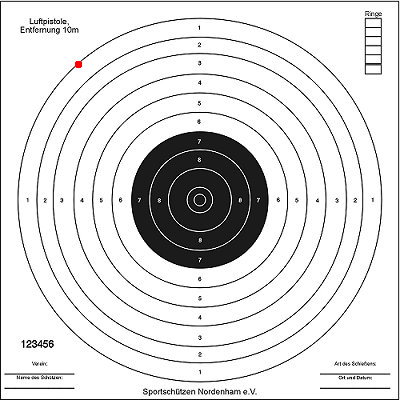 Luftpistole,
Entfernung 10m
Ringe
1
2
3
4
5
6
7
8
1 2 3 4 5 6 7 8 8 7 6 5 4 3 2 1
8
7
6
5
4
3
2
1
123456
Verein:
Art des Schießens:
Name des Schützen:
Ort und Datum:
Sportschützen Nordenham e.V.